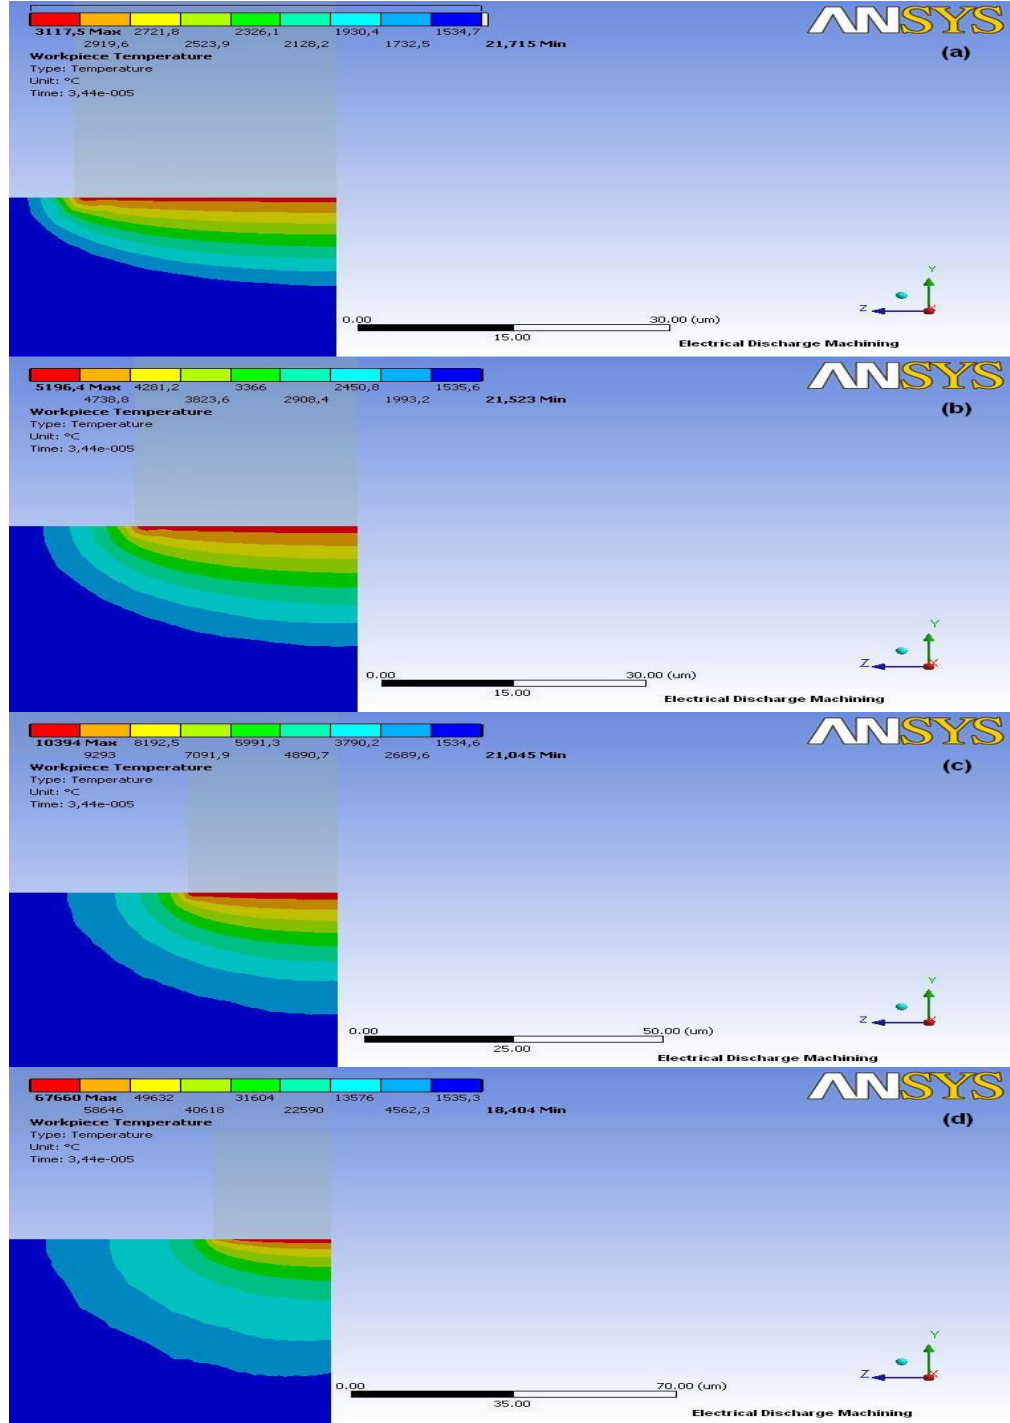 3117,5 Max 2721,8 2326,1 1930,4 1534,7
2919,6 2523,9 2128,2 1732,5 21,715 Min
Workpiece Temperature
Type: Temperature
Unit: °C
Time: 3,44e-005
ANSYS
(a)
Y
Z X
0.00 30.00 (um)
15.00
Electrical Discharge Machining
5196,4 Max 4281,2 3366 2450,8 1535,6
4738,8 3823,6 2908,4 1993,2 21,523 Min
Workpiece Temperature
Type: Temperature
Unit: °C
Time: 3,44e-005
ANSYS
(b)
Y
Z X
0.00 30.00 (um)
15.00
Electrical Discharge Machining
10394 Max 8192,5 5991,3 3790,2 1534,6
9293 7091,9 4890,7 2689,6 21,045 Min
Workpiece Temperature
Type: Temperature
Unit: °C
Time: 3,44e-005
ANSYS
(c)
Y
Z X
0.00 50.00 (um)
25.00
Electrical Discharge Machining
67660 Max 49632 31604 13576 1535,3
58646 40618 22590 4562,3 18,404 Min
Workpiece Temperature
Type: Temperature
Unit: °C
Time: 3,44e-005
ANSYS
(d)
Y
Z X
0.00 70.00 (um)
35.00
Electrical Discharge Machining